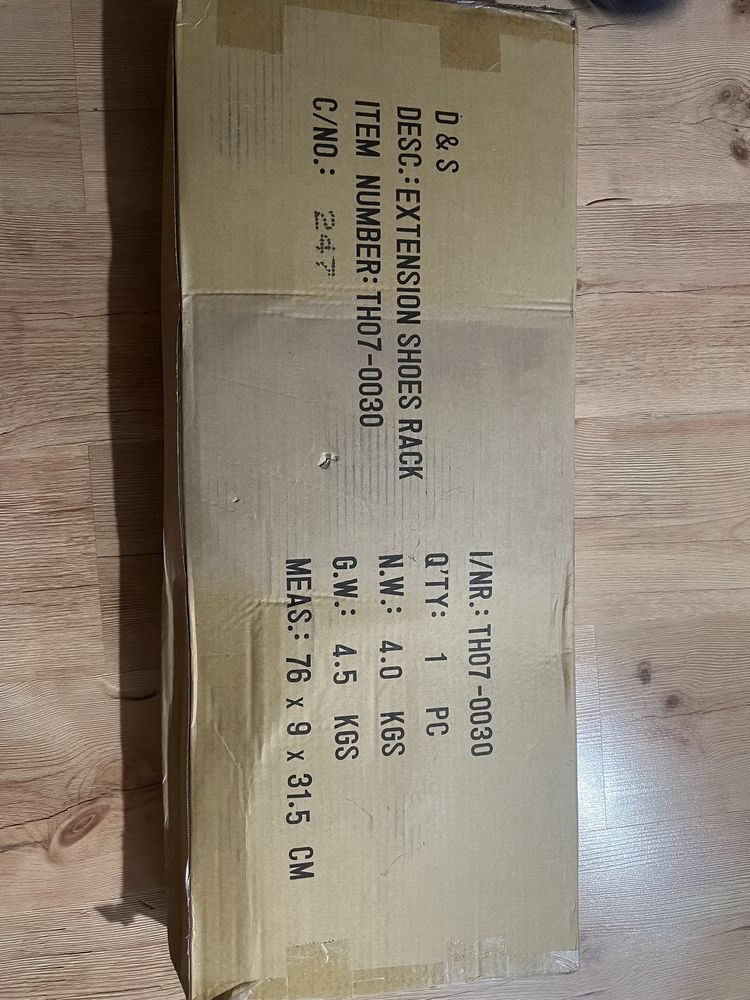 D & S
DESC.: EXTENSION SHOES RACK
ITEM NUMBER: TH07-0030
C/NO.: 247
I/NR.: TH07-0030
Q'TY: 1 PC
N.W.: 4.0 KGS
G.W.: 4.5 KGS
MEAS.: 76 x 9 x 31.5 CM